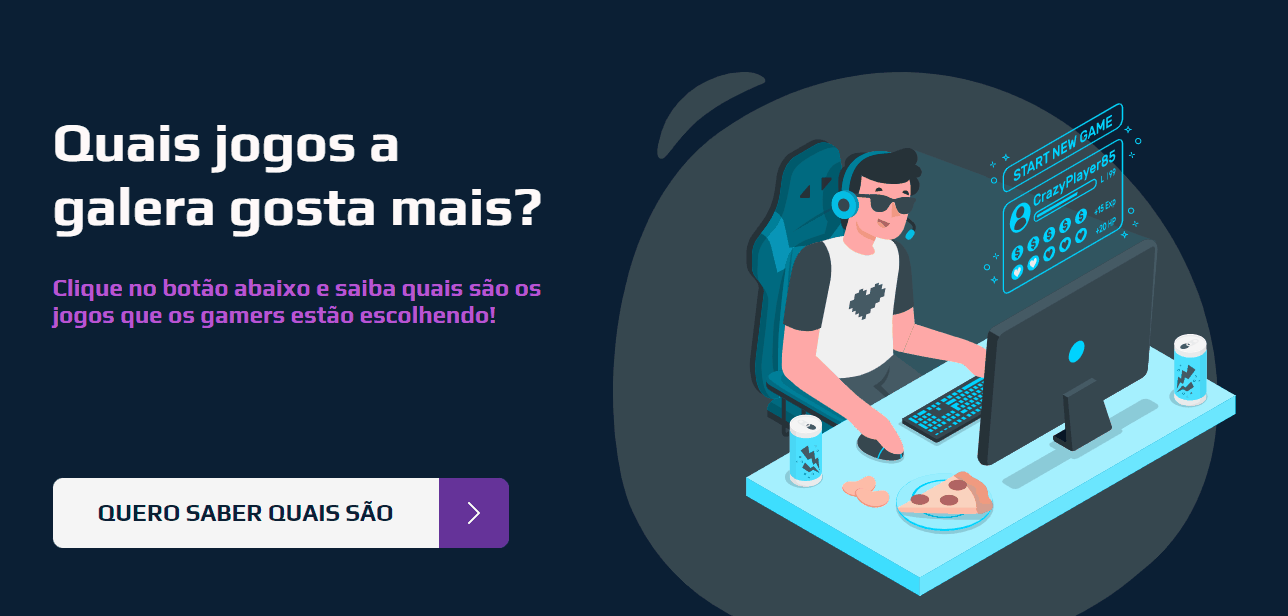 Quais jogos a
galera gosta mais?
Clique no botão abaixo e saiba quais são os
jogos que os gamers estão escolhendo!
QUERO SABER QUAIS SÃO
START NEW GAME
CrazyPlayer85
L | 99
+15 Exp
+20 HP